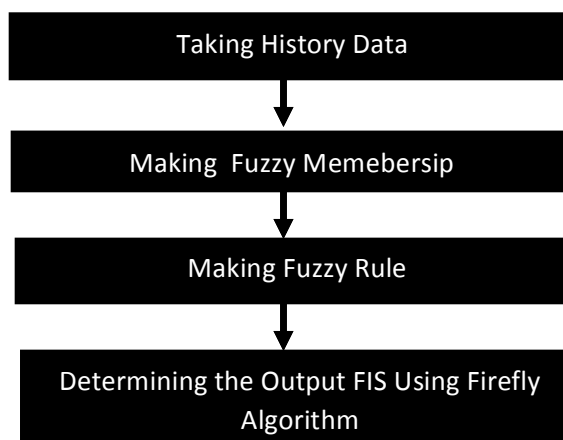 Taking History Data
Making  Fuzzy Memebersip
Making Fuzzy Rule
Determining the Output FIS Using Firefly
Algorithm